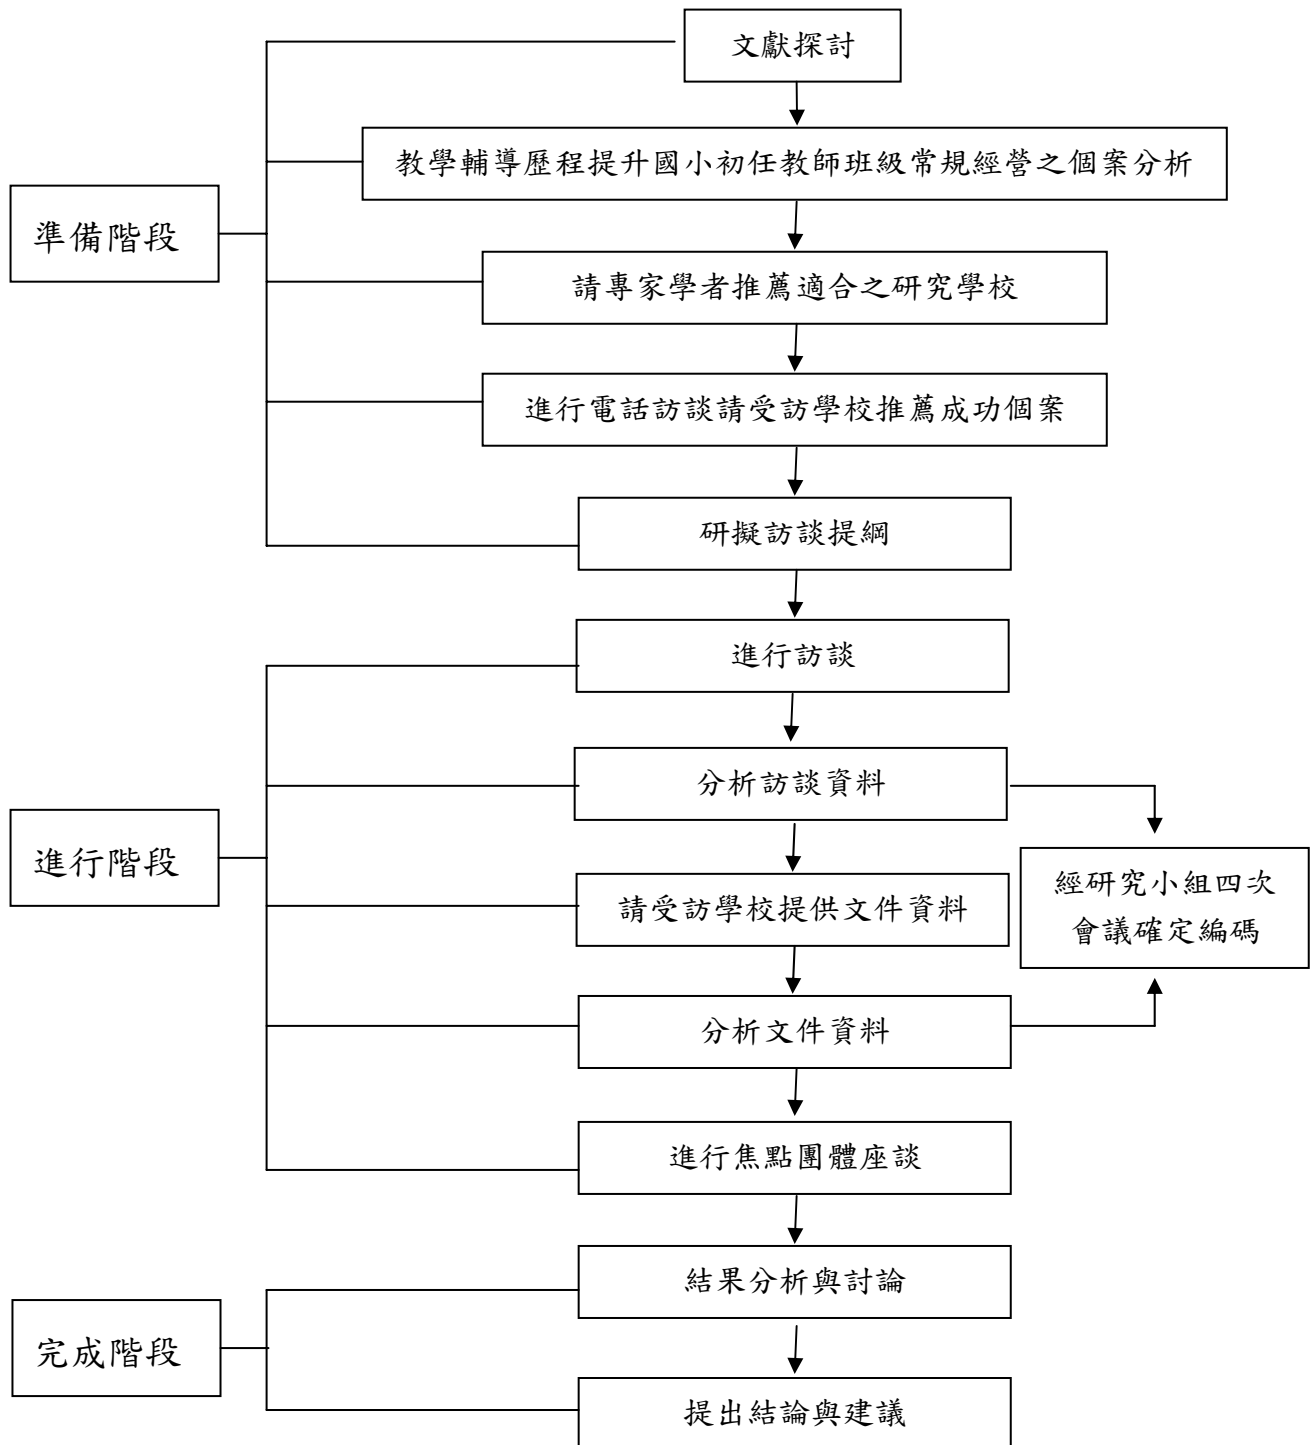 文獻探討
教學輔導歷程提升國小初任教師班級常規經營之個案分析
準備階段
請專家學者推薦適合之研究學校
進行電話訪談請受訪學校推薦成功個案
研擬訪談提綱
進行訪談
分析訪談資料
進行階段
經研究小組四次
會議確定編碼
請受訪學校提供文件資料
分析文件資料
進行焦點團體座談
結果分析與討論
完成階段
提出結論與建議